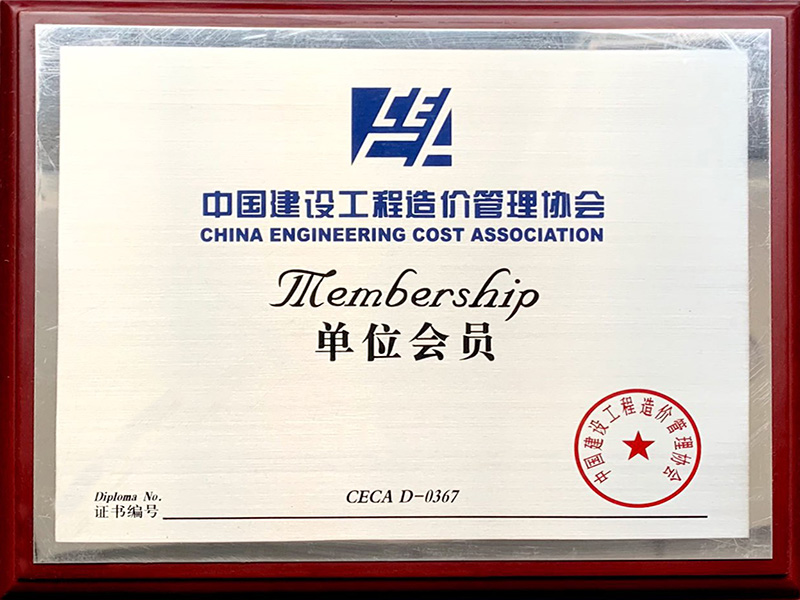 中国建设工程造价管理协会
CHINA ENGINEERING COST ASSOCIATION
Membership
单位会员
中国建设工程造价管理协会
Diploma No.
证书编号
CECA D-0367